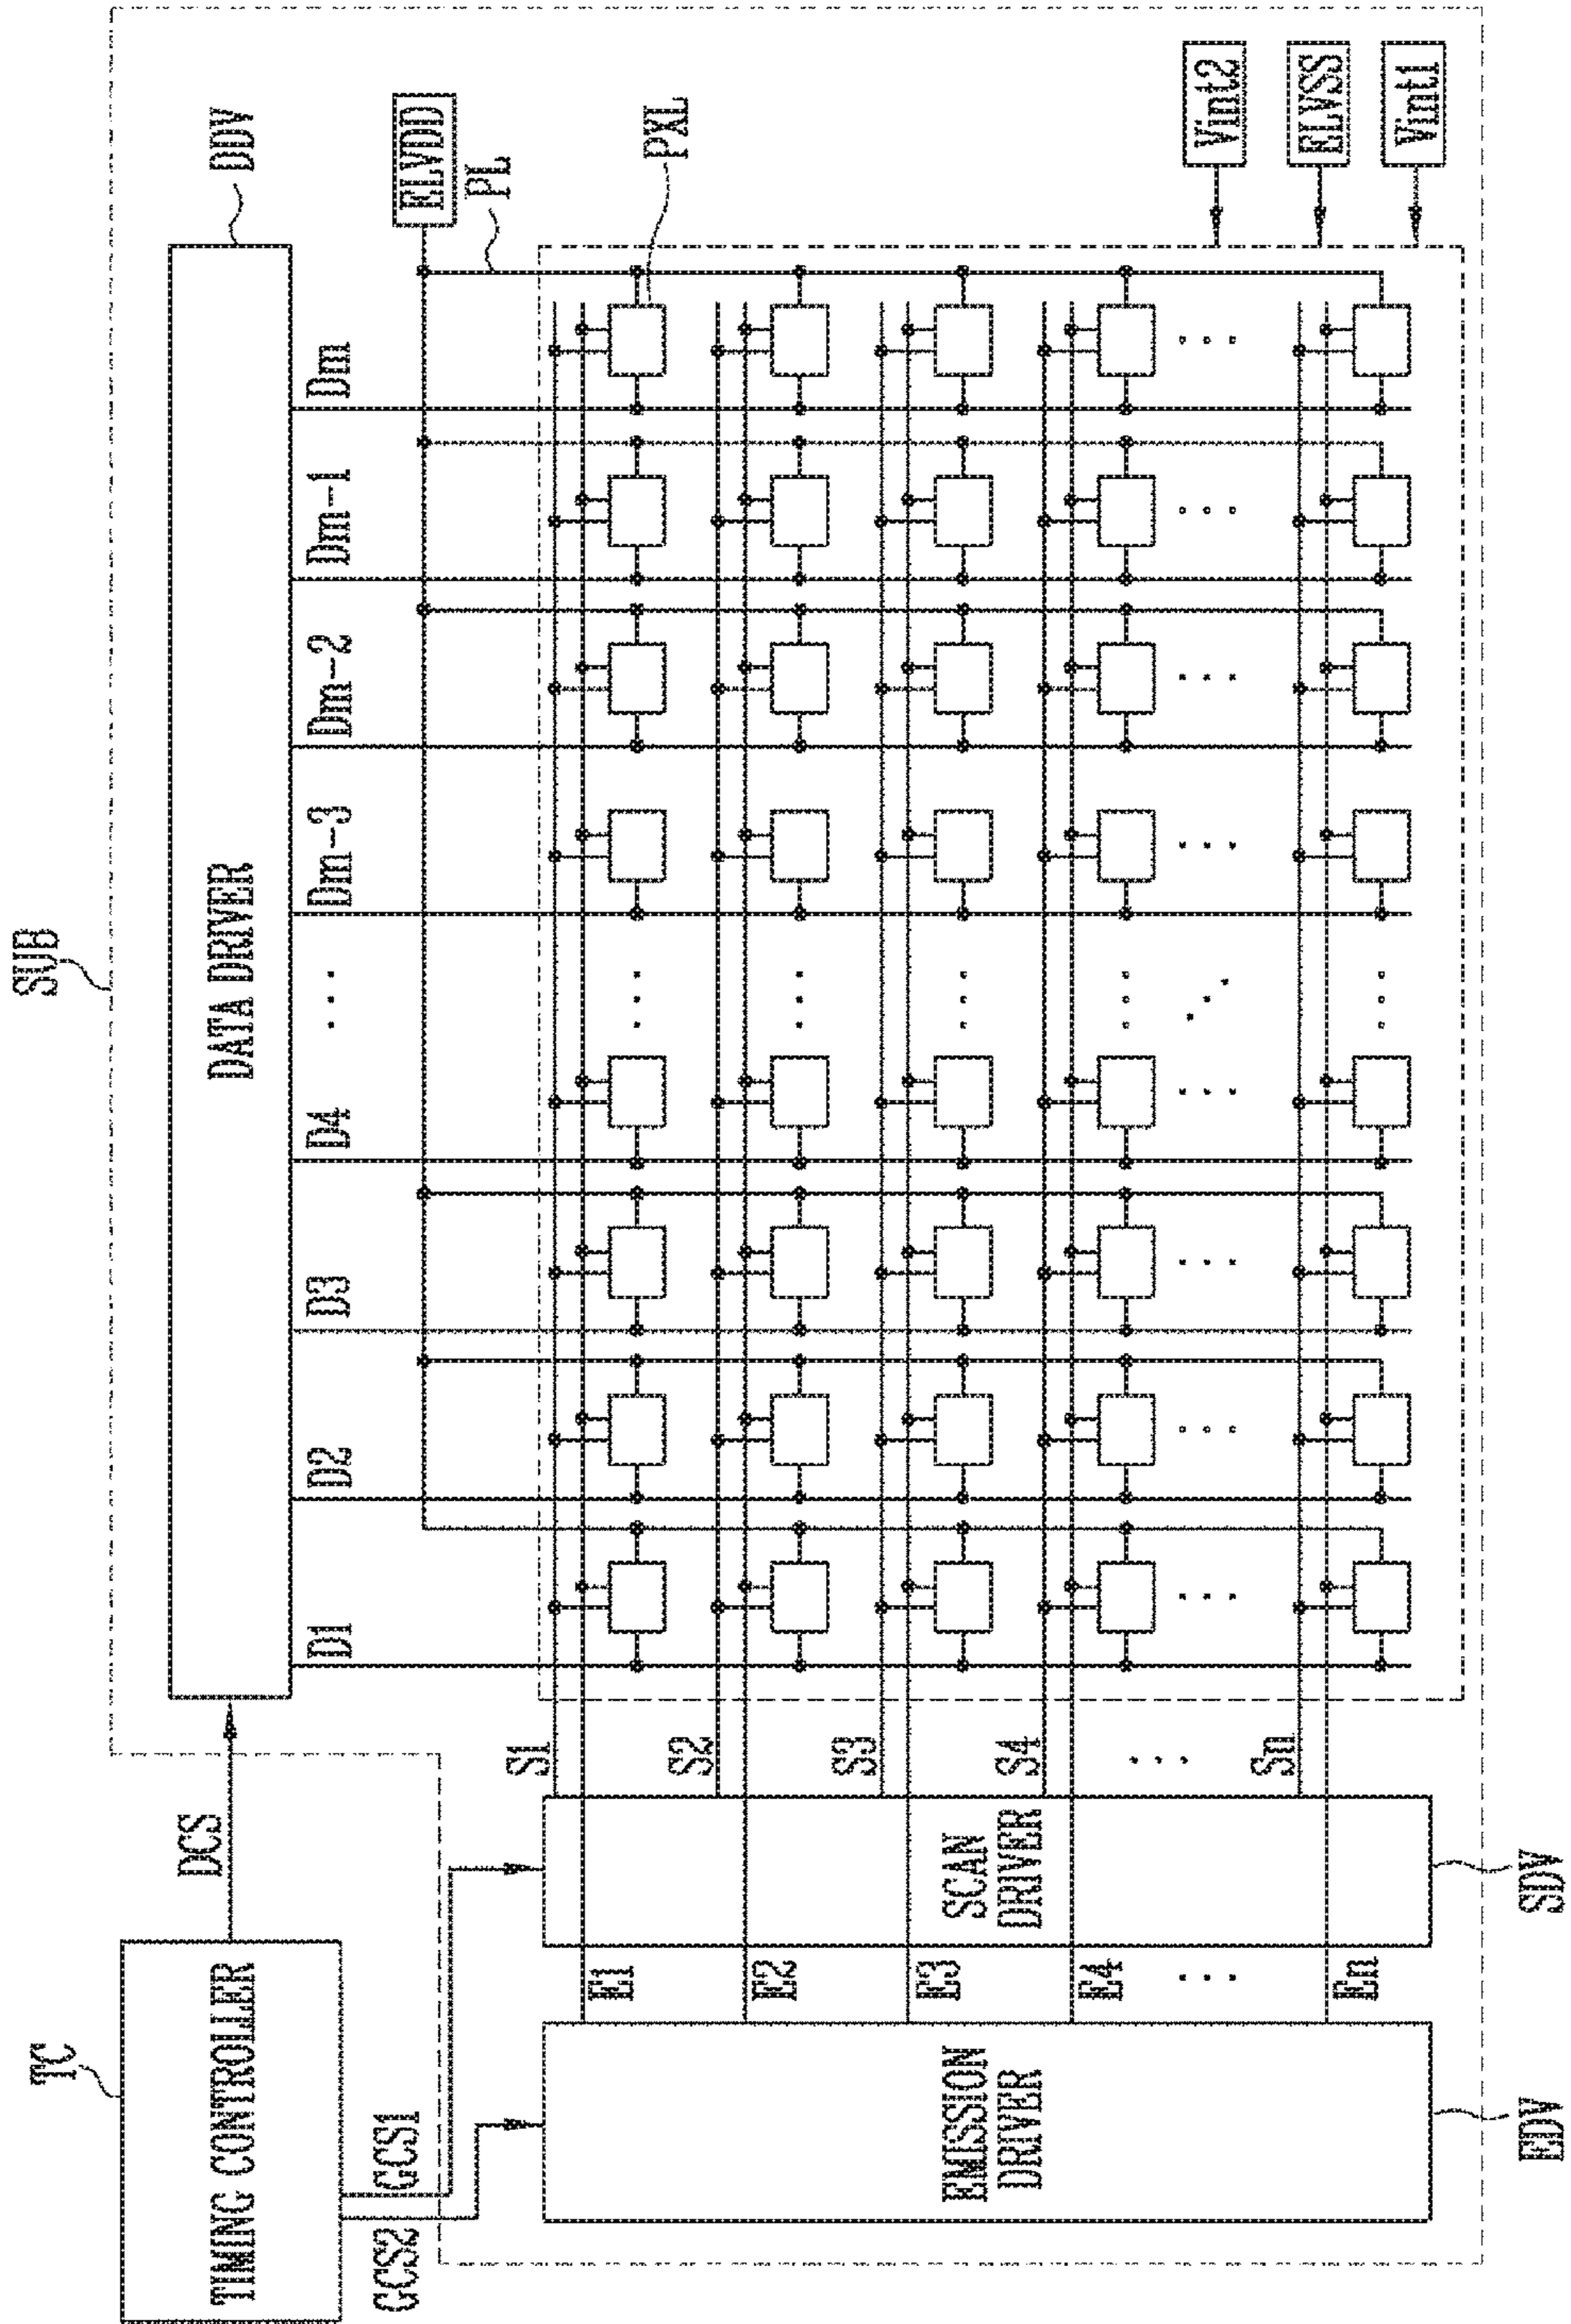 SUB
TC
TIMING CONTROLLER
DCS
DATA DRIVER
DDV
GCS2
GCS1
D1
D2
D3
D4
. . .
Dm-3
Dm-2
Dm-1
Dm
ELVDD
PL
PXL
EMISSION
DRIVER
EDV
SCAN
DRIVER
SDV
E1
E2
E3
E4
. . .
En
S1
S2
S3
S4
. . .
Sn
Vint2
ELVSS
Vint1